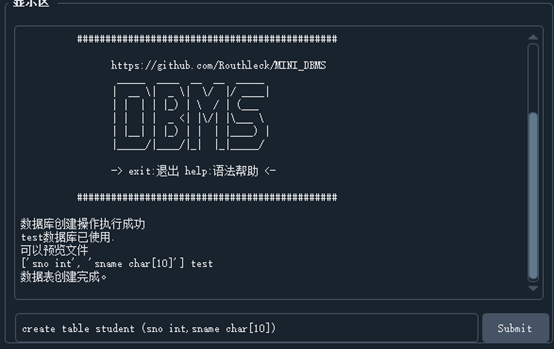 显示区
##############################################
https://github.com/Routhleck/MINI_DBMS
DBMS
-> exit:退出 help:语法帮助 <-
##############################################
数据库创建操作执行成功
test数据库已使用.
可以预览文件
['sno int', 'sname char[10]'] test
数据表创建完成。
create table student (sno int,sname char[10])
Submit